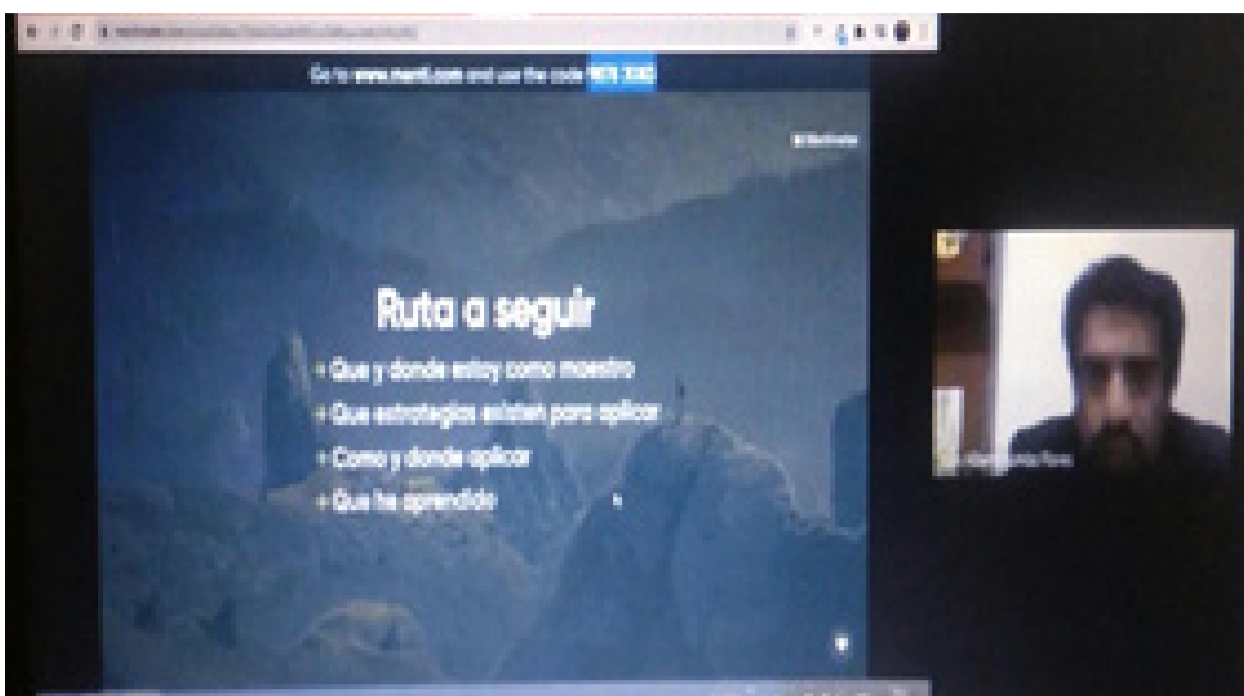 Go to www.menti.com and use the code
Mentimeter
Ruta a seguir
+ Que y donde estoy como maestro
+ Que estrategias existen para aplicar
+ Como y donde aplicar
+ Que he aprendido